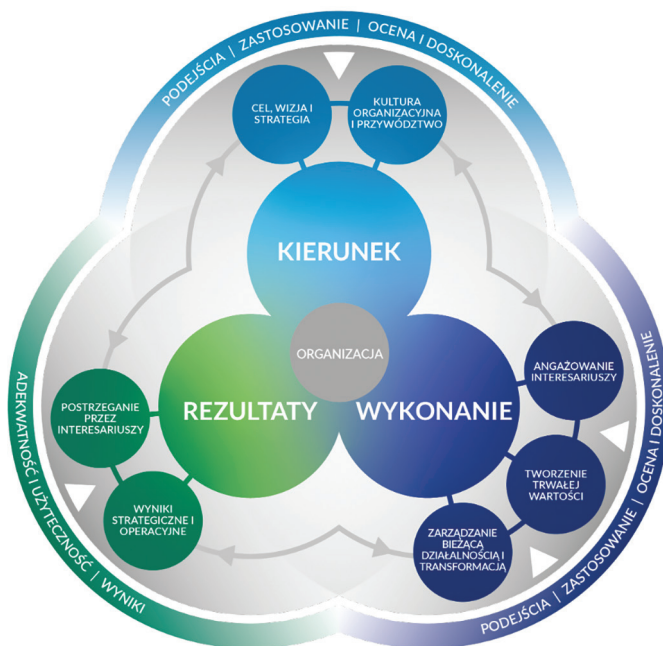 PODEJŚCIA | ZASTOSOWANIE | OCENA I DOSKONALENIE
CEL, WIZJA I
STRATEGIA
KULTURA
ORGANIZACYJNA
I PRZYWÓDZTWO
KIERUNEK
ORGANIZACJA
REZULTATY
WYKONANIE
ANGAŻOWANIE
INTERESARIUSZY
POSTRZEGANIE
PRZEZ
INTERESARIUSZY
TWORZENIE
TRWAŁEJ
WARTOŚCI
WYNIKI
STRATEGICZNE I
OPERACYJNE
ZARZĄDZANIE
BIEŻĄCĄ
DZIAŁALNOŚCIĄ I
TRANSFORMACJĄ
ADEKWATNOŚĆ I UŻYTECZNOŚĆ | WYNIKI
PODEJŚCIA | ZASTOSOWANIE | OCENA I DOSKONALENIE